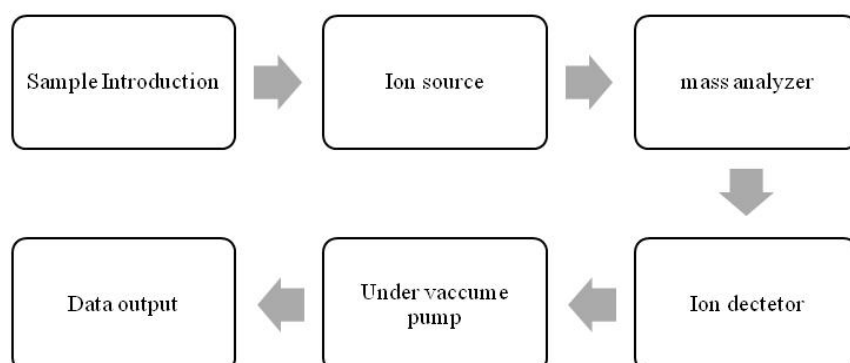 Sample Introduction
Ion source
mass analyzer
Ion dectetor
Under vaccume
pump
Data output